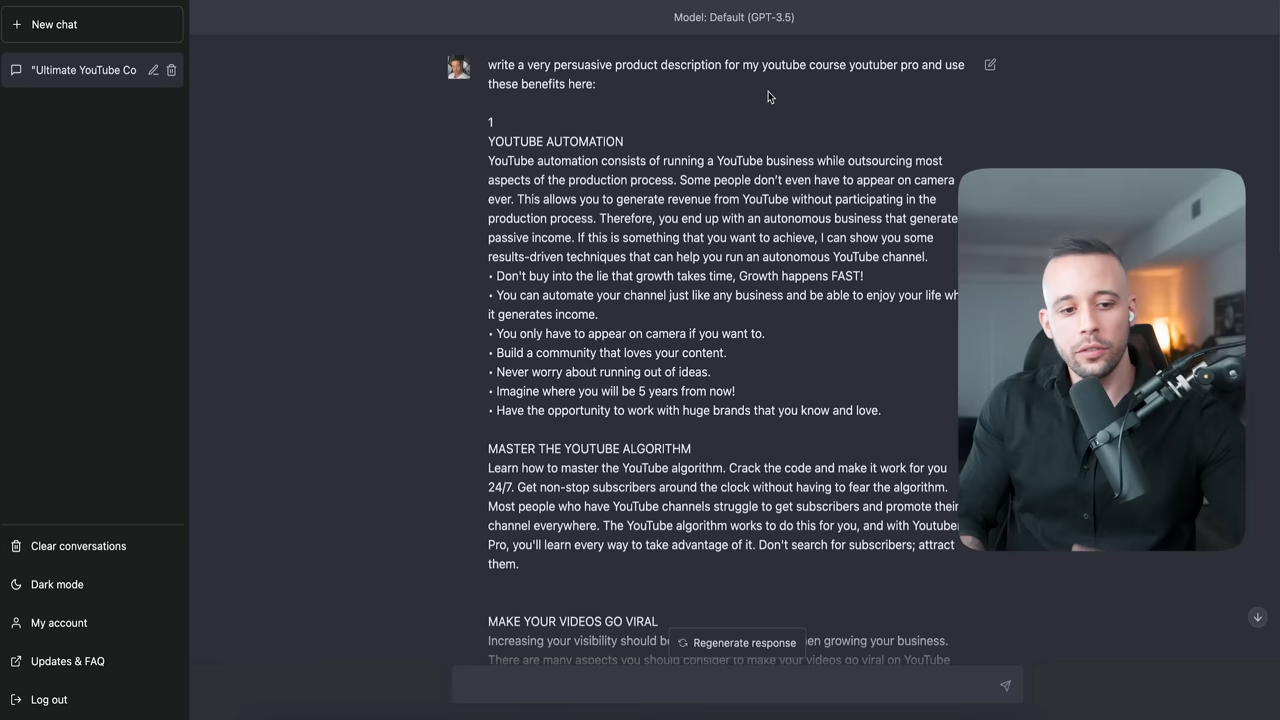 Model: Default (GPT-3.5)
New chat
"Ultimate YouTube Co
write a very persuasive product description for my youtube course youtuber pro and use
these benefits here:
1
YOUTUBE AUTOMATION
YouTube automation consists of running a YouTube business while outsourcing most
aspects of the production process. Some people don’t even have to appear on camera
ever. This allows you to generate revenue from YouTube without participating in the
production process. Therefore, you end up with an autonomous business that generate
passive income. If this is something that you want to achieve, I can show you some
results-driven techniques that can help you run an autonomous YouTube channel.
• Don't buy into the lie that growth takes time, Growth happens FAST!
• You can automate your channel just like any business and be able to enjoy your life wh
it generates income.
• You only have to appear on camera if you want to.
• Build a community that loves your content.
• Never worry about running out of ideas.
• Imagine where you will be 5 years from now!
• Have the opportunity to work with huge brands that you know and love.
MASTER THE YOUTUBE ALGORITHM
Learn how to master the YouTube algorithm. Crack the code and make it work for you
24/7. Get non-stop subscribers around the clock without having to fear the algorithm.
Most people who have YouTube channels struggle to get subscribers and promote their
channel everywhere. The YouTube algorithm works to do this for you, and with Youtube
Pro, you'll learn every way to take advantage of it. Don't search for subscribers; attract
them.
MAKE YOUR VIDEOS GO VIRAL
Increasing your visibility should b en growing your business.
There are many aspects you should consider to make your videos go viral on YouTube
Regenerate response
Clear conversations
Dark mode
My account
Updates & FAQ
Log out